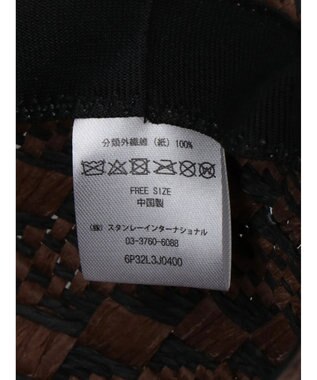 分類外繊維(紙)100%
FREE SIZE
中国製
(株)スタンレーインターナショナル
03-3760-6088
6P32L3J0400